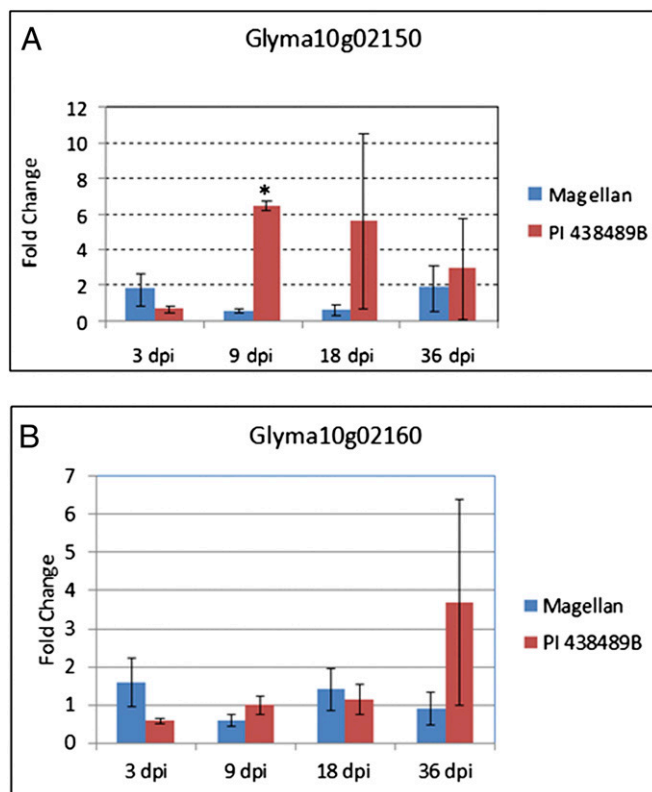 A
Glyma10g02150
Fold Change
12
10
8
6
4
2
0
*
3 dpi 9 dpi 18 dpi 36 dpi
Magellan
PI 438489B
B
Glyma10g02160
Fold Change
7
6
5
4
3
2
1
0
3 dpi 9 dpi 18 dpi 36 dpi
Magellan
PI 438489B